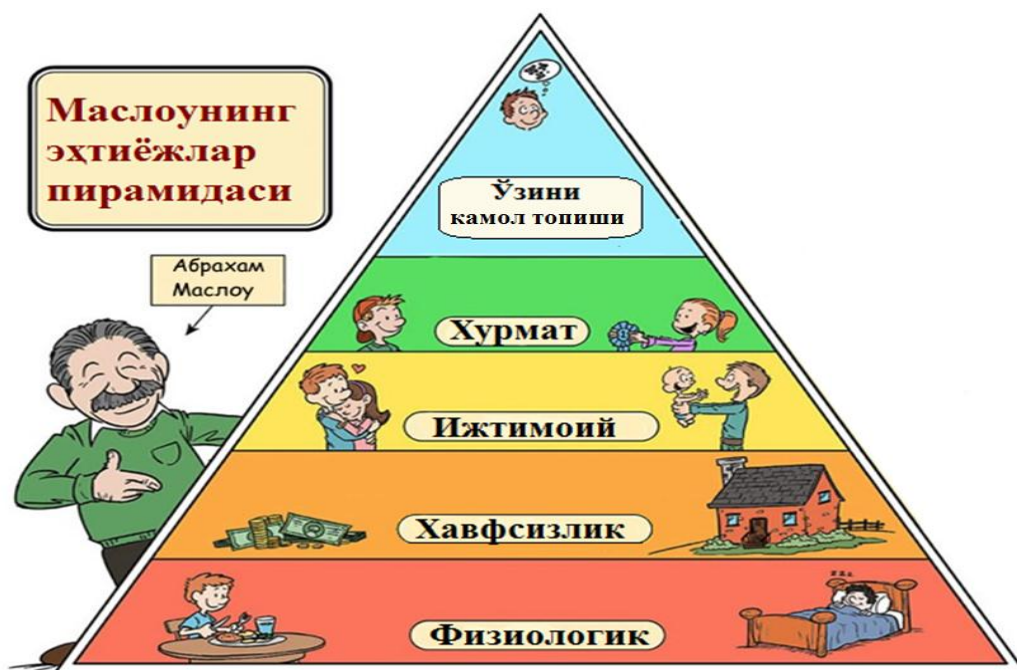 Маслоунинг
эҳтиёжлар
пирамидаси
Абрахам
Маслоу
Ўзини
камол топиши
Хурмат
Ижтимоий
Хавфсизлик
Физиологик